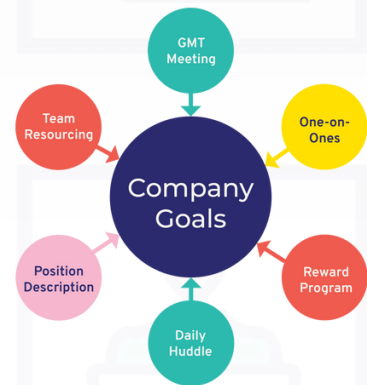 GMT
Meeting
Team
Resourcing
One-on-
Ones
Company
Goals
Position
Description
Reward
Program
Daily
Huddle